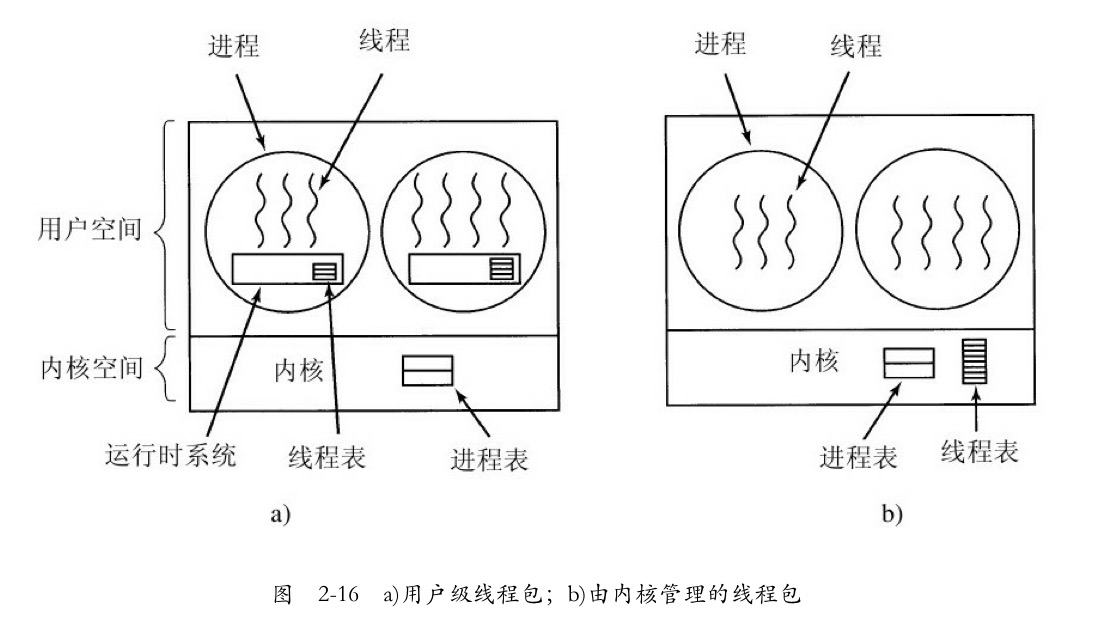 进程 线程
进程 线程
用户空间
内核空间
内核
内核
运行时系统 线程表 进程表
进程表 线程表
a)
b)
图 2-16 a)用户级线程包；b)由内核管理的线程包